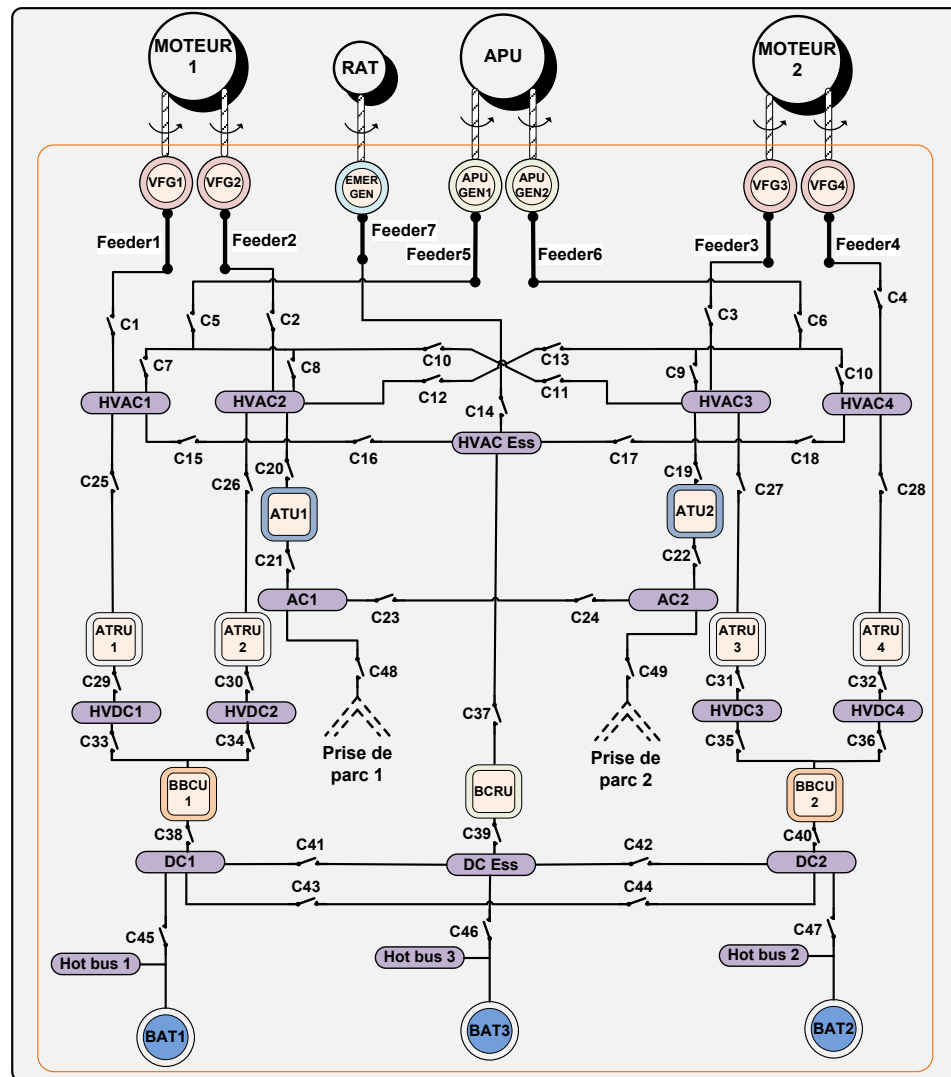 MOTEUR
1
RAT
APU
MOTEUR
2
VFG1
VFG2
EMER
GEN
APU
GEN1
APU
GEN2
VFG3
VFG4
Feeder1
Feeder2
Feeder7
Feeder5
Feeder6
Feeder3
Feeder4
C1
C5
C2
C3
C6
C4
C7
C8
C10
C13
C9
C10
C12
C11
C14
HVAC1
HVAC2
HVAC3
HVAC4
HVAC Ess
C15
C16
C17
C18
C25
C26
C20
C19
C27
C28
ATU1
ATU2
C21
C22
AC1
AC2
C23
C24
ATRU
1
ATRU
2
ATRU
3
ATRU
4
C48
C49
C29
C30
C31
C32
HVDC1
HVDC2
HVDC3
HVDC4
C37
C33
C34
C35
C36
Prise de
parc 1
Prise de
parc 2
BBCU
1
BCRU
BBCU
2
C38
C39
C40
C41
C42
DC1
DC Ess
DC2
C43
C44
C45
C46
C47
Hot bus 1
Hot bus 3
Hot bus 2
BAT1
BAT3
BAT2